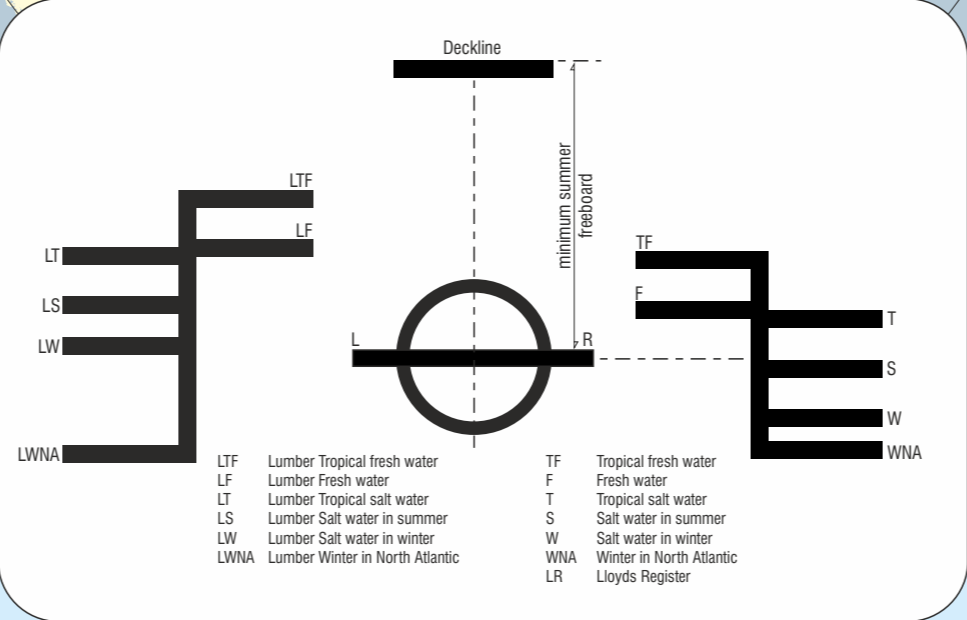 Deckline
minimum summer
freeboard
LTF
LF
LT
LS
LW
LWNA
L
R
TF
F
T
S
W
WNA
LTF Lumber Tropical fresh water
LF Lumber Fresh water
LT Lumber Tropical salt water
LS Lumber Salt water in summer
LW Lumber Salt water in winter
LWNA Lumber Winter in North Atlantic
TF Tropical fresh water
F Fresh water
T Tropical salt water
S Salt water in summer
W Salt water in winter
WNA Winter in North Atlantic
LR Lloyds Register